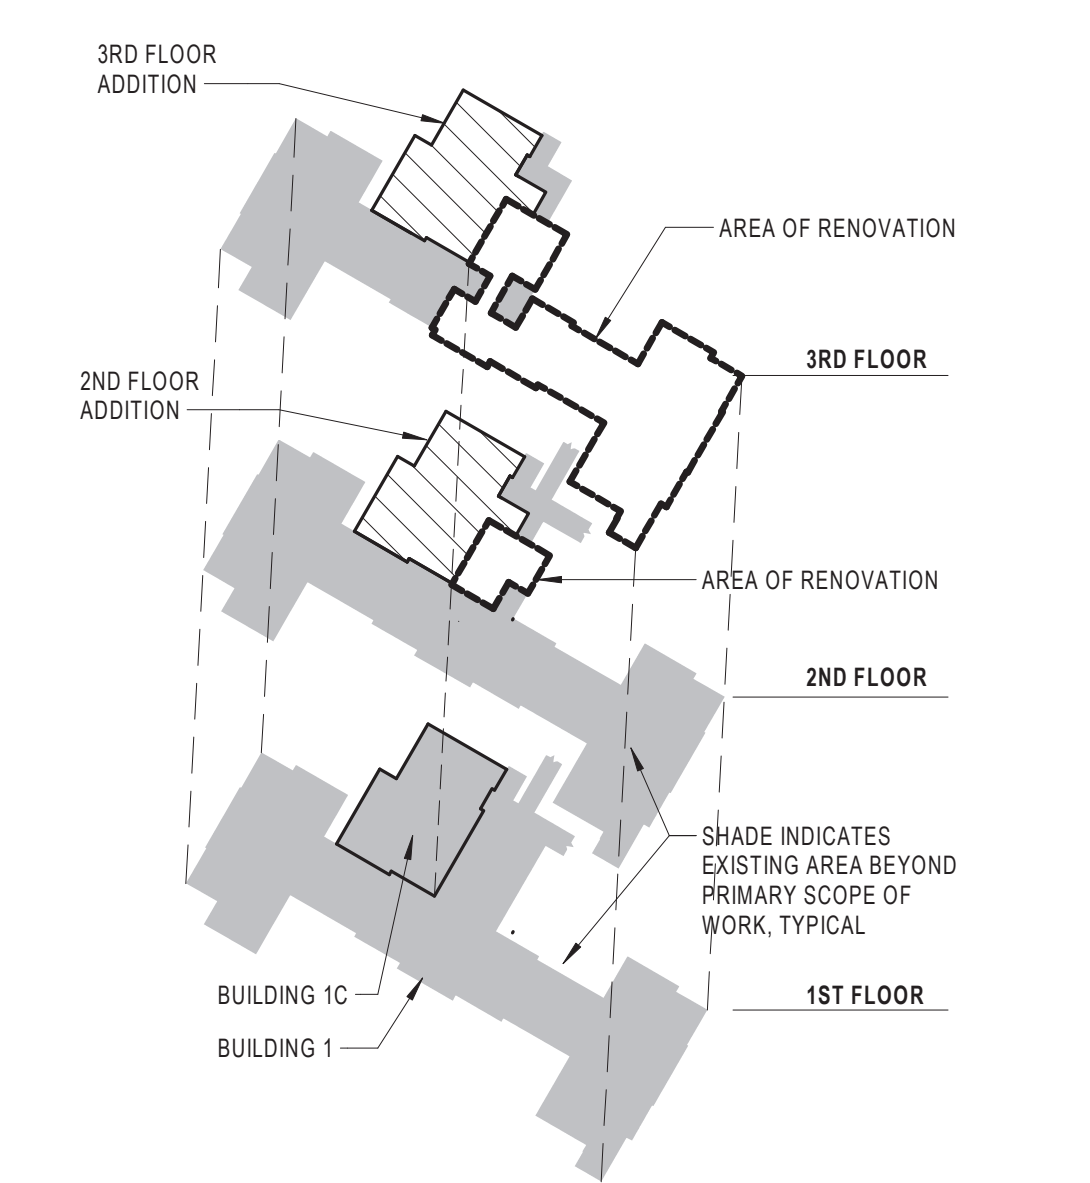 3RD FLOOR
ADDITION
AREA OF RENOVATION
3RD FLOOR
2ND FLOOR
ADDITION
AREA OF RENOVATION
2ND FLOOR
SHADE INDICATES
EXISTING AREA BEYOND
PRIMARY SCOPE OF
WORK, TYPICAL
BUILDING 1C
1ST FLOOR
BUILDING 1